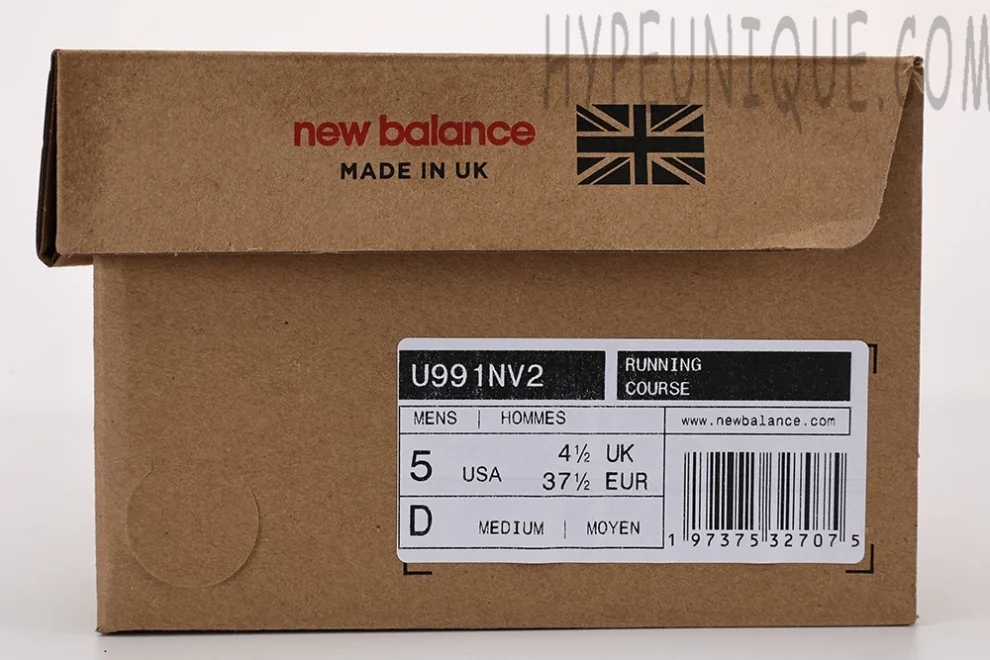 HYPEUNIQUE.COM
new balance
MADE IN UK
U991NV2
RUNNING
COURSE
MENS | HOMMES
www.newbalance.com
5 USA
4½ UK
37½ EUR
D MEDIUM | MOYEN
1 97375 32707 5